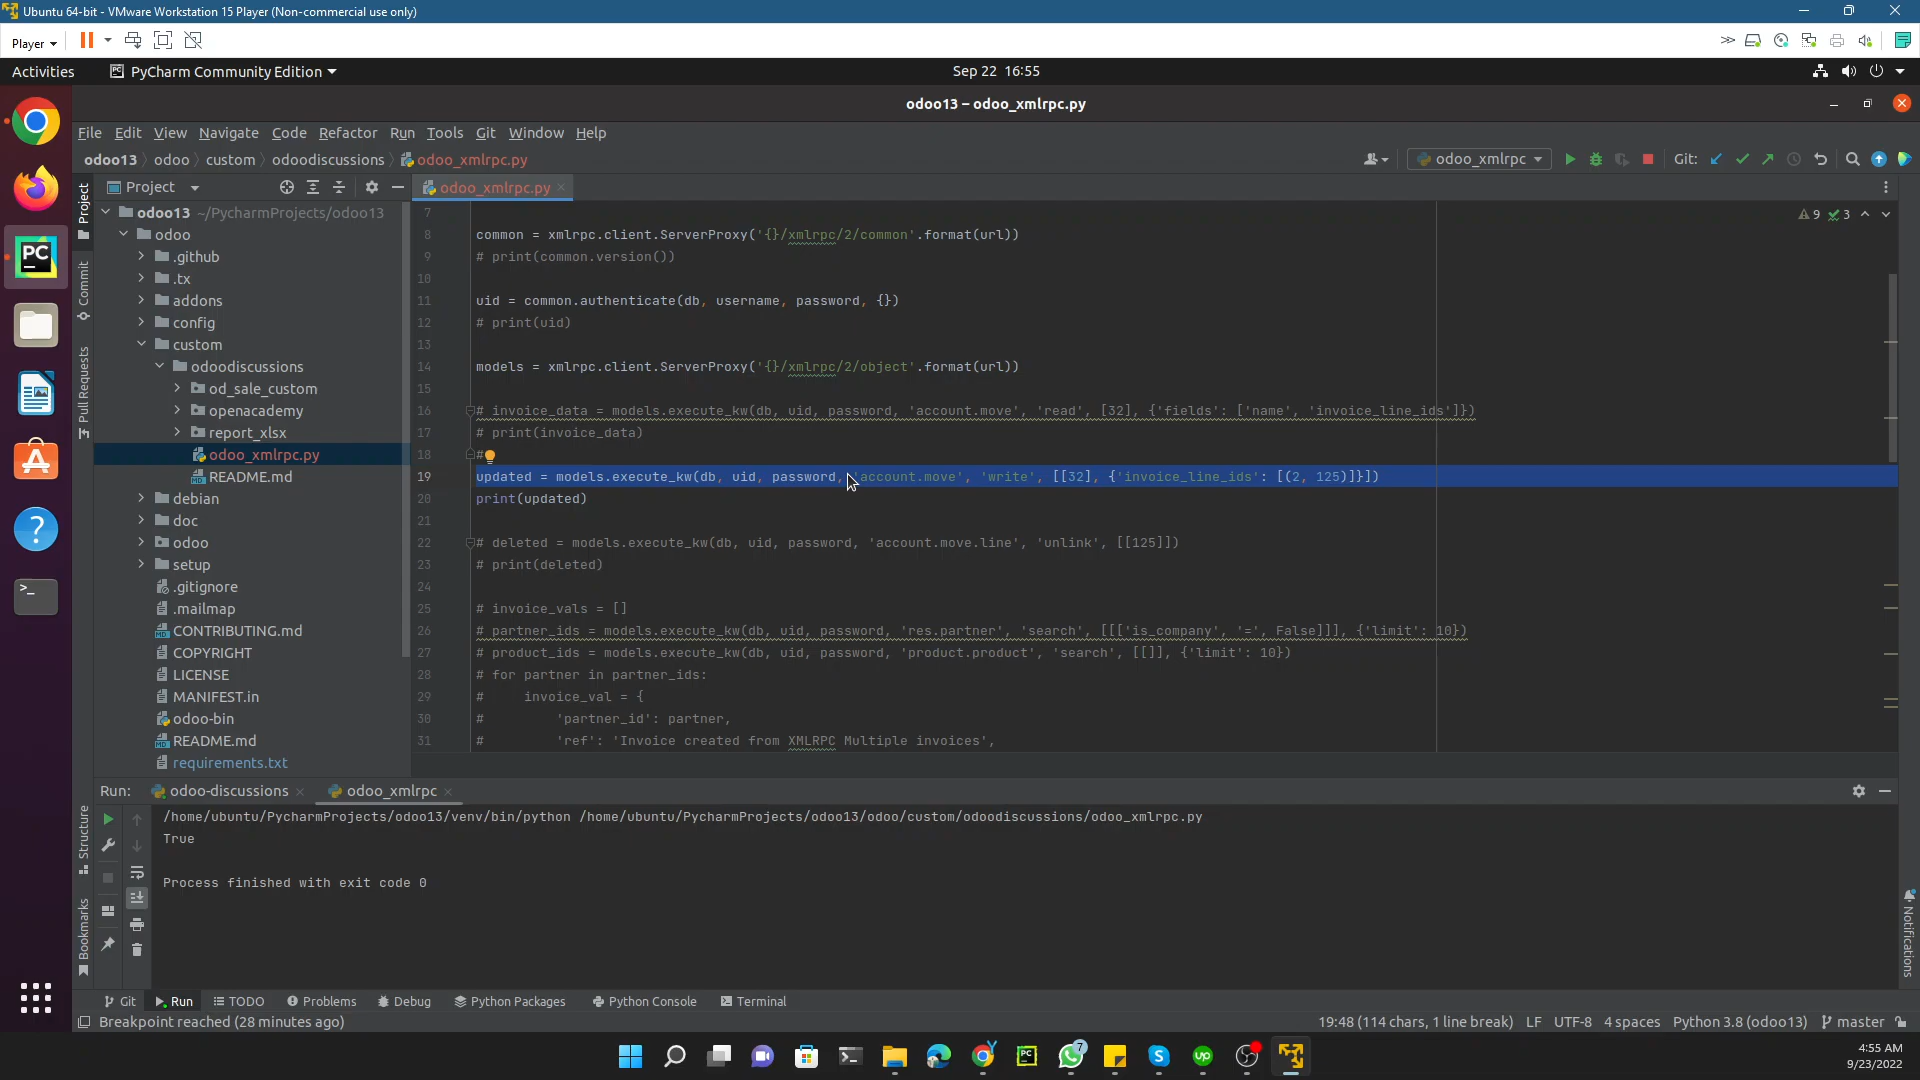 Ubuntu 64-bit - VMware Workstation 15 Player (Non-commercial use only)
Player
Activities
PyCharm Community Edition
Sep 22 16:55
odoo13 – odoo_xmlrpc.py
File Edit View Navigate Code Refactor Run Tools Git Window Help
odoo13 odoo custom odoodiscussions odoo_xmlrpc.py
odoo_xmlrpc
Git:
Project
odoo_xmlrpc.py
odoo13 ~/PycharmProjects/odoo13
odoo
.github
.tx
addons
config
custom
odoodiscussions
od_sale_custom
openacademy
report_xlsx
odoo_xmlrpc.py
README.md
debian
doc
odoo
setup
.gitignore
.mailmap
CONTRIBUTING.md
COPYRIGHT
LICENSE
MANIFEST.in
odoo-bin
README.md
requirements.txt
Project
Commit
Pull Requests
Structure
Bookmarks
Notifications
9 3
7
8 common = xmlrpc.client.ServerProxy('{}/xmlrpc/2/common'.format(url))
9 # print(common.version())
10
11 uid = common.authenticate(db, username, password, {})
12 # print(uid)
13
14 models = xmlrpc.client.ServerProxy('{}/xmlrpc/2/object'.format(url))
15
16 # invoice_data = models.execute_kw(db, uid, password, 'account.move', 'read', [32], {'fields': ['name', 'invoice_line_ids']})
17 # print(invoice_data)
18 #
19 updated = models.execute_kw(db, uid, password, 'account.move', 'write', [[32], {'invoice_line_ids': [(2, 125)]}])
20 print(updated)
21
22 # deleted = models.execute_kw(db, uid, password, 'account.move.line', 'unlink', [[125]])
23 # print(deleted)
24
25 # invoice_vals = []
26 # partner_ids = models.execute_kw(db, uid, password, 'res.partner', 'search', [[['is_company', '=', False]]], {'limit': 10})
27 # product_ids = models.execute_kw(db, uid, password, 'product.product', 'search', [[]], {'limit': 10})
28 # for partner in partner_ids:
29 #     invoice_val = {
30 #         'partner_id': partner,
31 #         'ref': 'Invoice created from XMLRPC Multiple invoices',
Run: odoo-discussions odoo_xmlrpc
/home/ubuntu/PycharmProjects/odoo13/venv/bin/python /home/ubuntu/PycharmProjects/odoo13/odoo/custom/odoodiscussions/odoo_xmlrpc.py
True
Process finished with exit code 0
Git Run TODO Problems Debug Python Packages Python Console Terminal
Breakpoint reached (28 minutes ago)
19:48 (114 chars, 1 line break) LF UTF-8 4 spaces Python 3.8 (odoo13) master
7
4:55 AM
9/23/2022